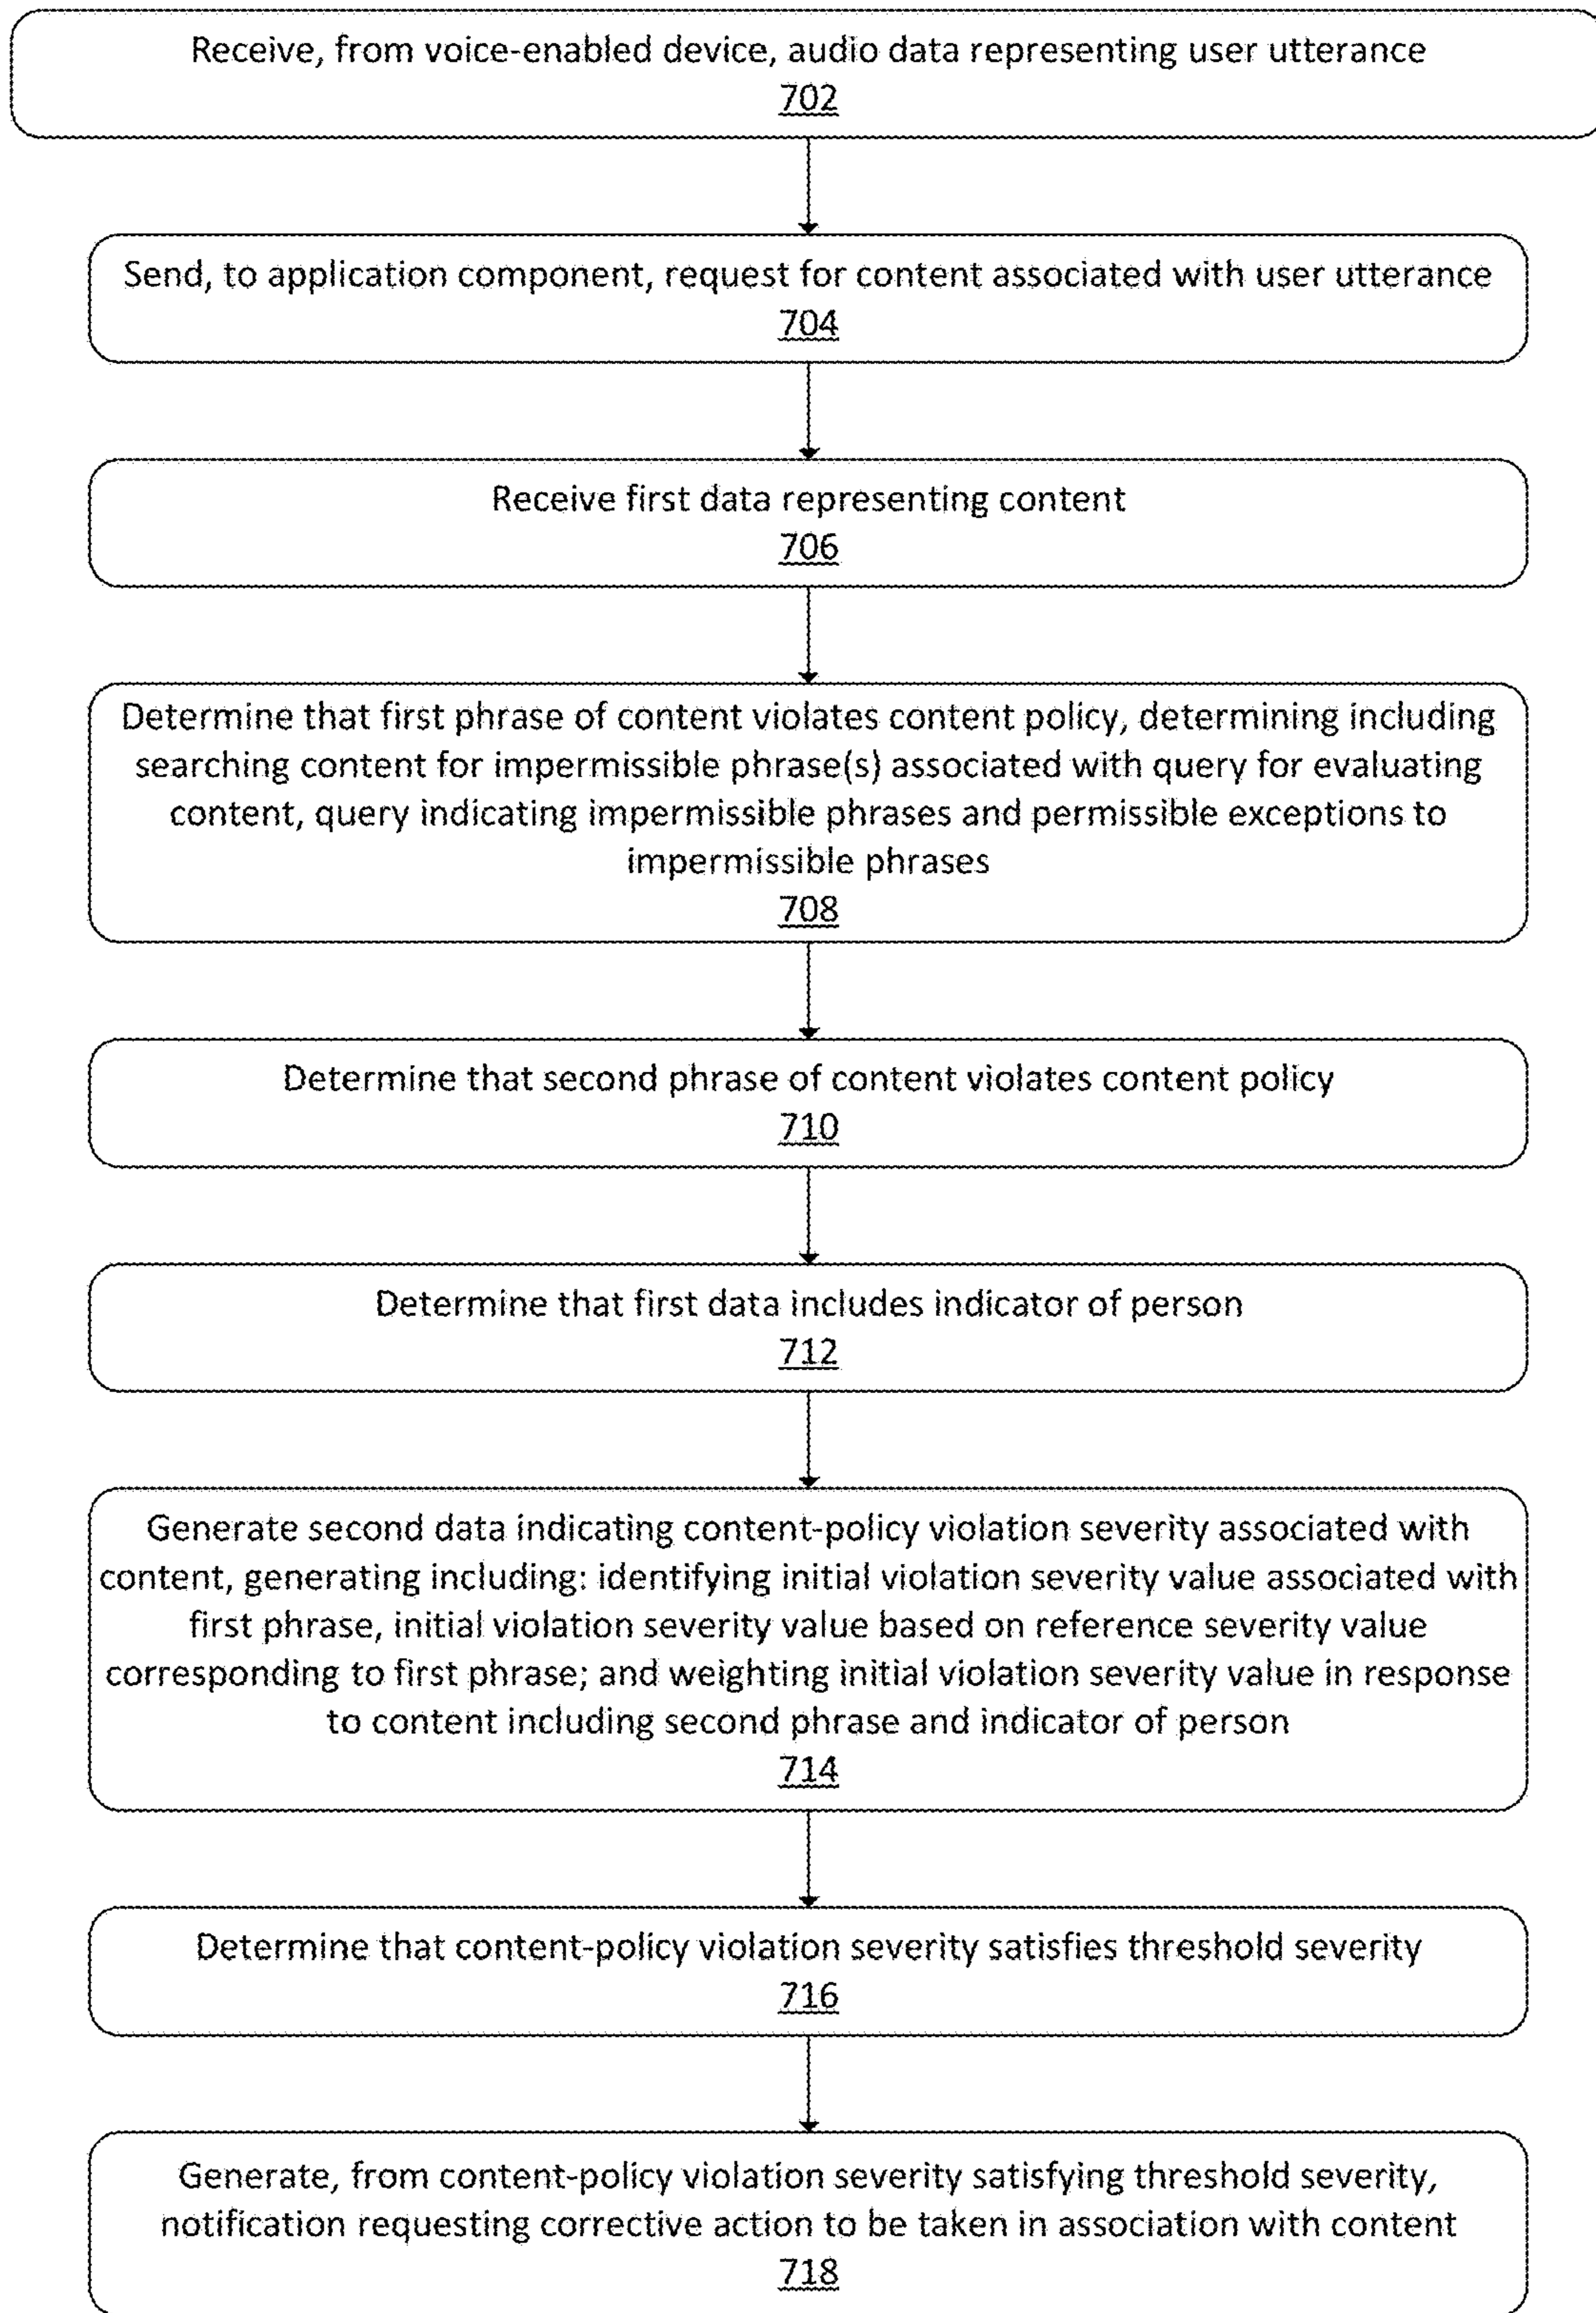 Receive, from voice-enabled device, audio data representing user utterance
702
Send, to application component, request for content associated with user utterance
704
Receive first data representing content
706
Determine that first phrase of content violates content policy, determining including
searching content for impermissible phrase(s) associated with query for evaluating
content, query indicating impermissible phrases and permissible exceptions to
impermissible phrases
708
Determine that second phrase of content violates content policy
710
Determine that first data includes indicator of person
712
Generate second data indicating content-policy violation severity associated with
content, generating including: identifying initial violation severity value associated with
first phrase, initial violation severity value based on reference severity value
corresponding to first phrase; and weighting initial violation severity value in response
to content including second phrase and indicator of person
714
Determine that content-policy violation severity satisfies threshold severity
716
Generate, from content-policy violation severity satisfying threshold severity,
notification requesting corrective action to be taken in association with content
718